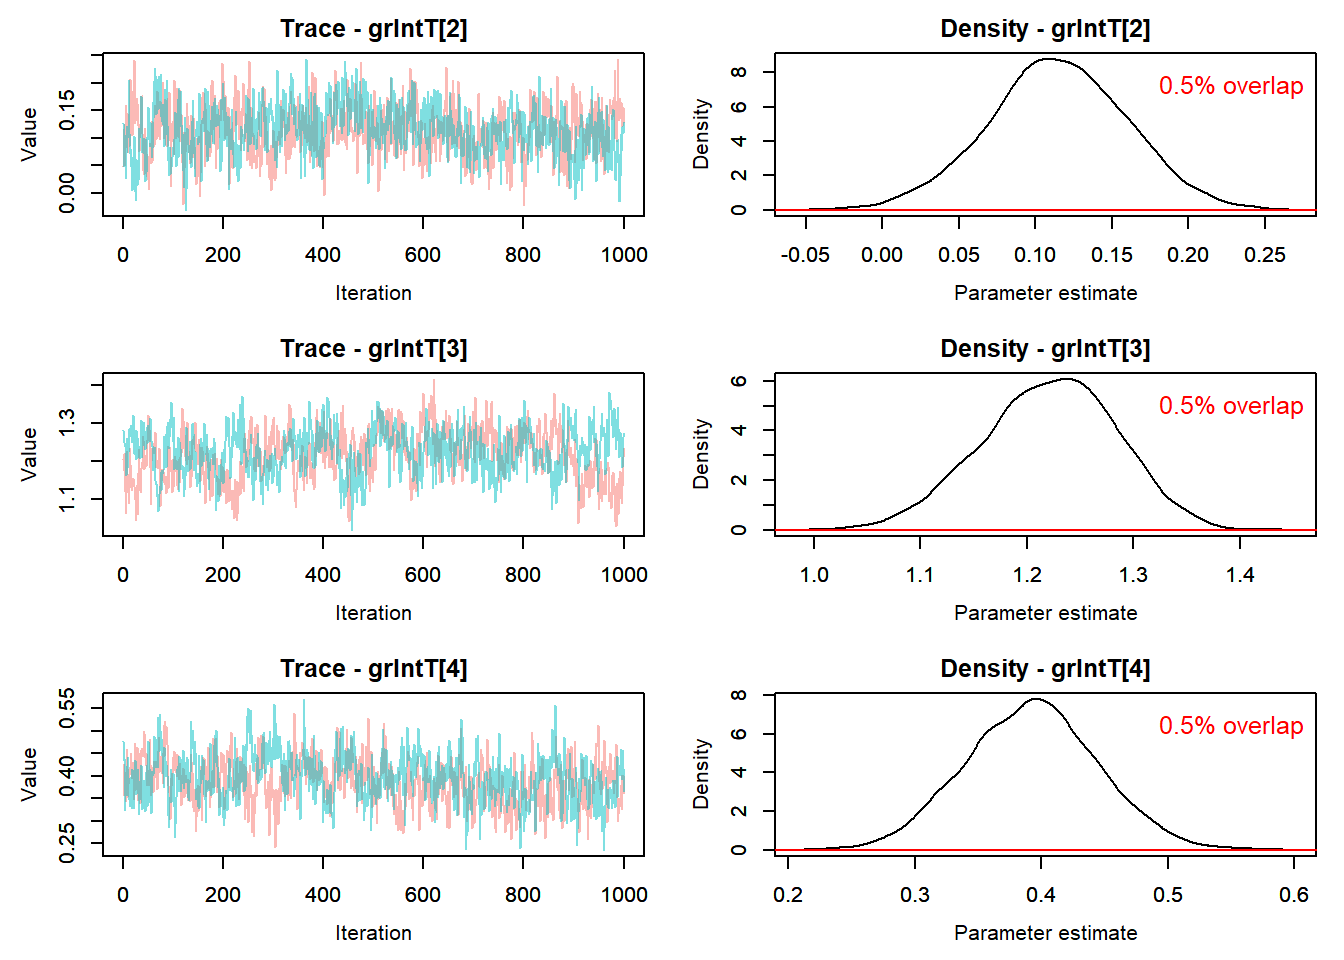 Trace - grIntT[2]
Value
0.00
0.15
0 200 400 600 800 1000
Iteration
Density - grIntT[2]
0.5% overlap
Density
0 2 4 6 8
-0.05 0.00 0.05 0.10 0.15 0.20 0.25
Parameter estimate
Trace - grIntT[3]
Value
1.1
1.3
0 200 400 600 800 1000
Iteration
Density - grIntT[3]
0.5% overlap
Density
0 2 4 6
1.0 1.1 1.2 1.3 1.4
Parameter estimate
Trace - grIntT[4]
Value
0.25 0.40 0.55
0 200 400 600 800 1000
Iteration
Density - grIntT[4]
0.5% overlap
Density
0 2 4 6 8
0.2 0.3 0.4 0.5 0.6
Parameter estimate